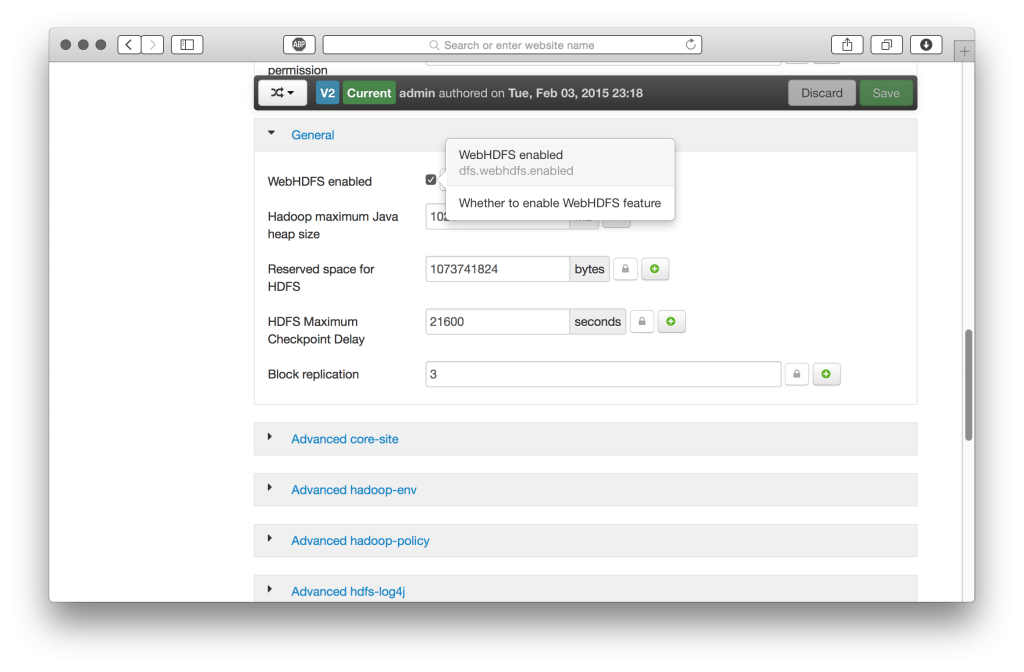 ABP
Search or enter website name
permission
V2 Current admin authored on Tue, Feb 03, 2015 23:18 Discard Save
General
WebHDFS enabled
dfs.webhdfs.enabled
Whether to enable WebHDFS feature
WebHDFS enabled
Hadoop maximum Java
heap size
Reserved space for
HDFS
1073741824 bytes
HDFS Maximum
Checkpoint Delay
21600 seconds
Block replication
3
Advanced core-site
Advanced hadoop-env
Advanced hadoop-policy
Advanced hdfs-log4j